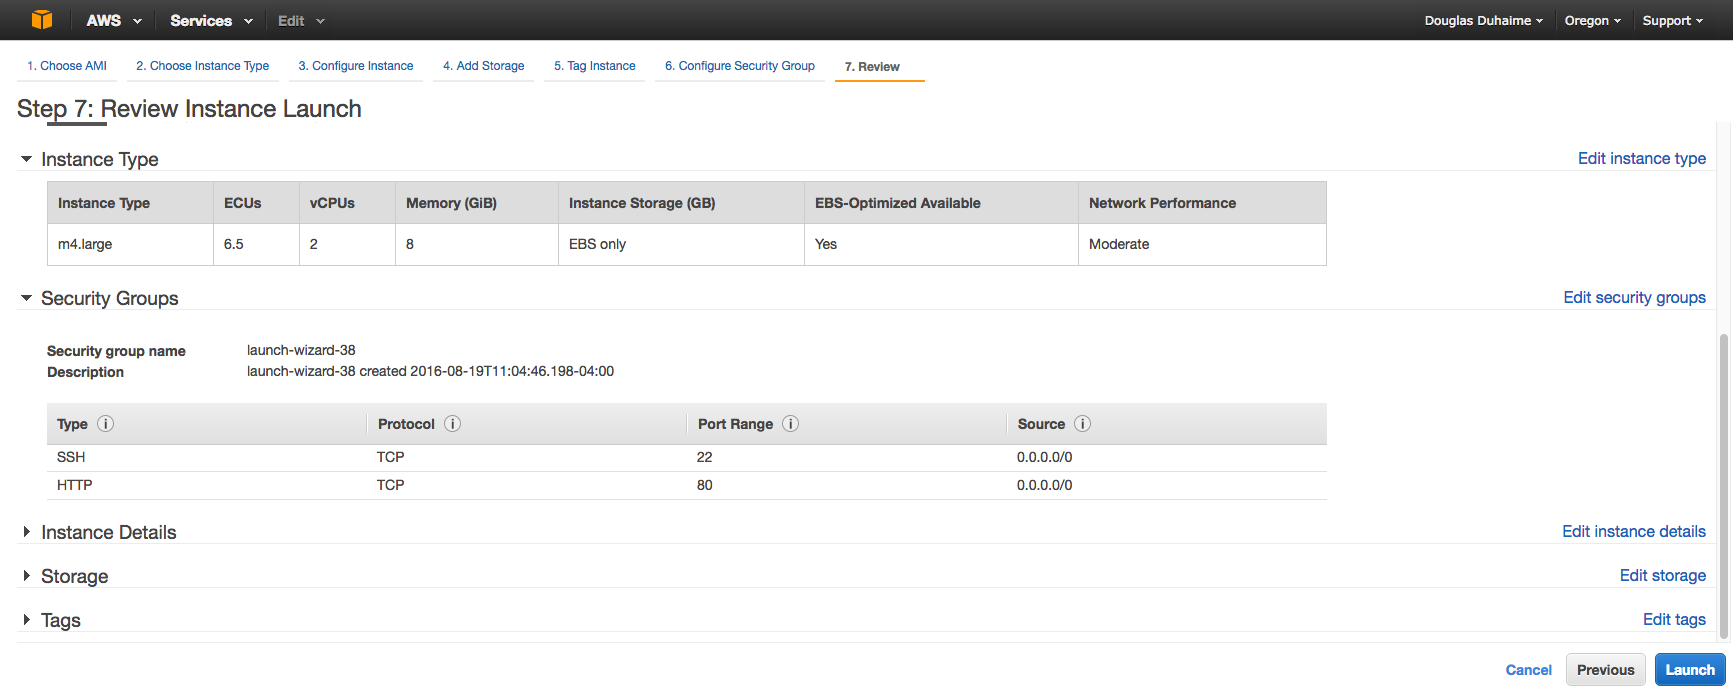 AWS Services Edit Douglas Duhaime Oregon Support
1. Choose AMI 2. Choose Instance Type 3. Configure Instance 4. Add Storage 5. Tag Instance 6. Configure Security Group 7. Review
Step 7: Review Instance Launch
Instance Type Edit instance type
Instance Type ECUs vCPUs Memory (GiB) Instance Storage (GB) EBS-Optimized Available Network Performance
m4.large 6.5 2 8 EBS only Yes Moderate
Security Groups Edit security groups
Security group name launch-wizard-38
Description launch-wizard-38 created 2016-08-19T11:04:46.198-04:00
Type i Protocol i Port Range i Source i
SSH TCP 22 0.0.0.0/0
HTTP TCP 80 0.0.0.0/0
Instance Details Edit instance details
Storage Edit storage
Tags Edit tags
Cancel Previous Launch